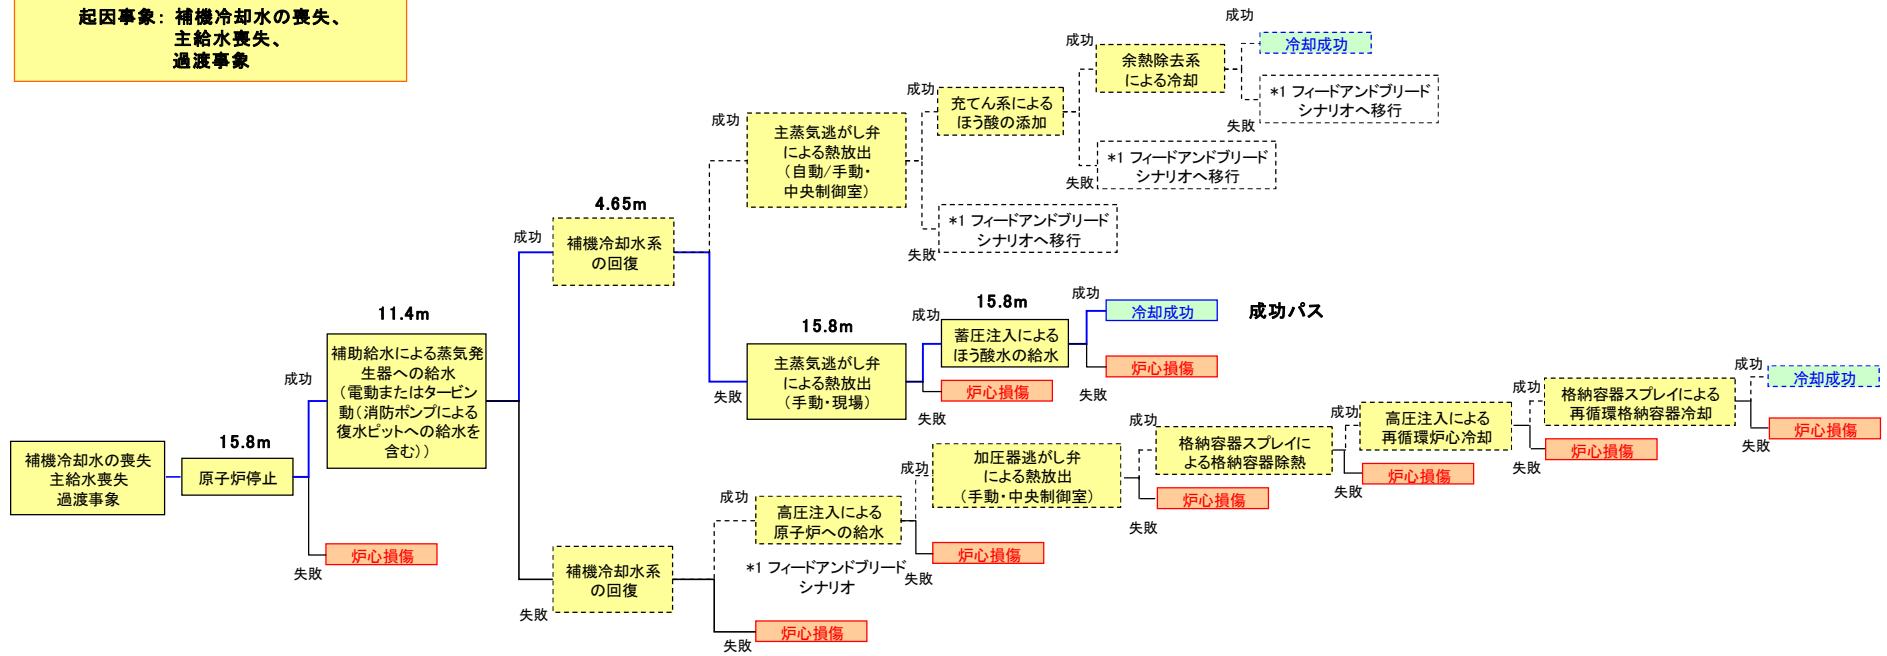 起因事象：補機冷却水の喪失、
主給水喪失、
過渡事象
補機冷却水の喪失
主給水喪失
過渡事象
15.8m
原子炉停止
成功
失敗
炉心損傷
11.4m
補助給水による蒸気発
生器への給水
（電動またはタービン
動（消防ポンプによる
復水ピットへの給水を
含む））
成功
失敗
4.65m
補機冷却水系
の回復
成功
失敗
主蒸気逃がし弁
による熱放出
（自動/手動・
中央制御室）
成功
失敗
充てん系による
ほう酸の添加
*1 フィードアンドブリード
シナリオへ移行
成功
失敗
余熱除去系
による冷却
*1 フィードアンドブリード
シナリオへ移行
成功
失敗
冷却成功
*1 フィードアンドブリード
シナリオへ移行
15.8m
主蒸気逃がし弁
による熱放出
（手動・現場）
成功
失敗
炉心損傷
15.8m
蓄圧注入による
ほう酸水の給水
成功
失敗
冷却成功
炉心損傷
成功パス
補機冷却水系
の回復
成功
失敗
炉心損傷
高圧注入による
原子炉への給水
*1 フィードアンドブリード
シナリオ
成功
失敗
炉心損傷
加圧器逃がし弁
による熱放出
（手動・中央制御室）
成功
失敗
炉心損傷
格納容器スプレイに
よる格納容器除熱
成功
失敗
炉心損傷
高圧注入による
再循環炉心冷却
成功
失敗
炉心損傷
格納容器スプレイによる
再循環格納容器冷却
成功
失敗
冷却成功
炉心損傷